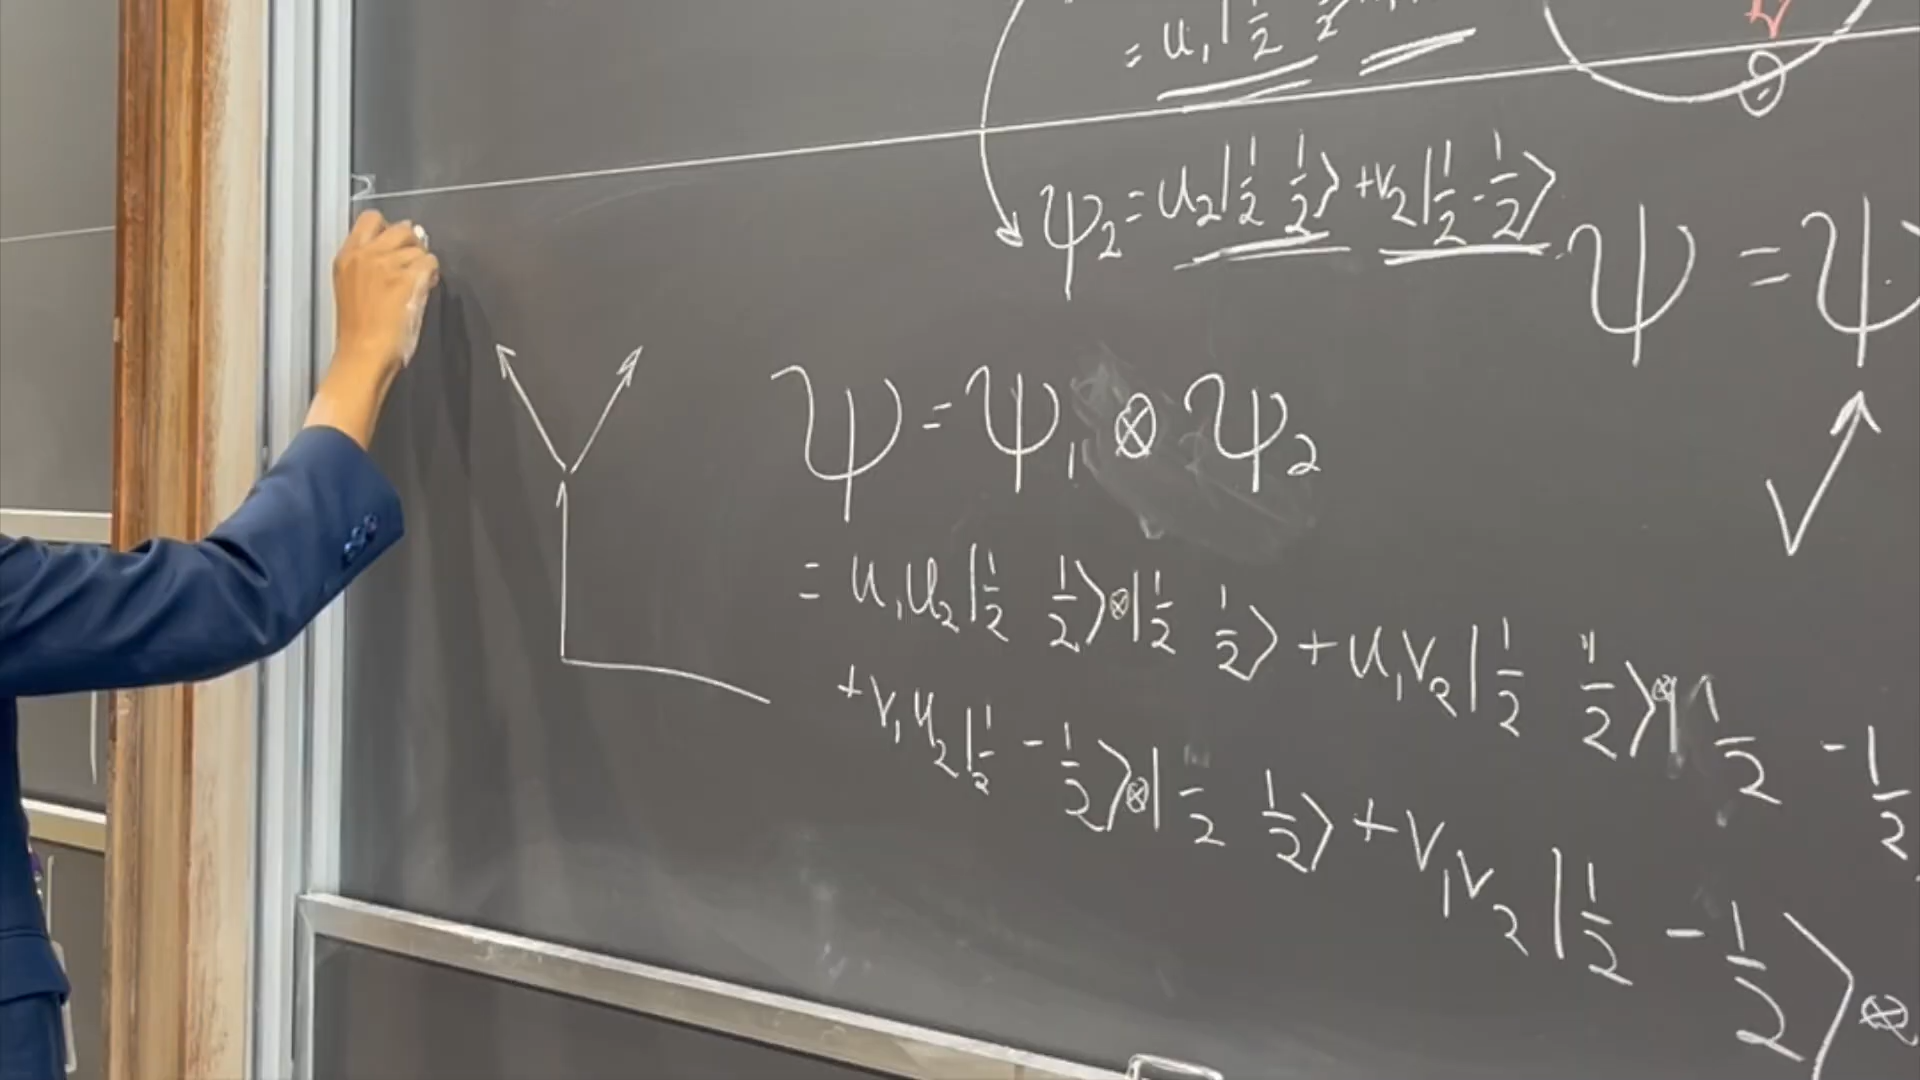 = u₁|½ ½
ψ₂ = u₂|½ ½⟩ + v₂|½ -½⟩
ψ = ψ
ψ = ψ₁ ⊗ ψ₂
= u₁u₂|½ ½⟩⊗|½ ½⟩ + u₁v₂|½ ½⟩⊗|½ -½
+ v₁u₂|½ -½⟩⊗|½ ½⟩ + v₁v₂|½ -½⟩⊗